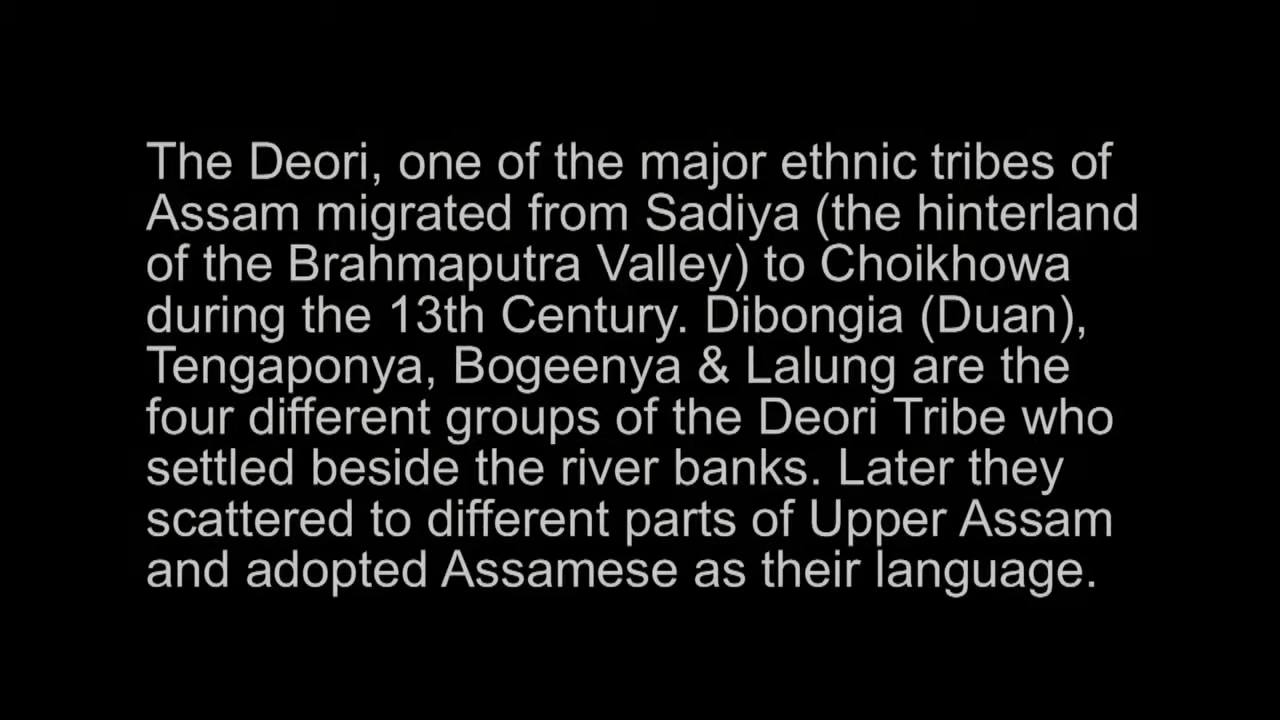 The Deori, one of the major ethnic tribes of
Assam migrated from Sadiya (the hinterland
of the Brahmaputra Valley) to Choikhowa
during the 13th Century. Dibongia (Duan),
Tengaponya, Bogeenya & Lalung are the
four different groups of the Deori Tribe who
settled beside the river banks. Later they
scattered to different parts of Upper Assam
and adopted Assamese as their language.